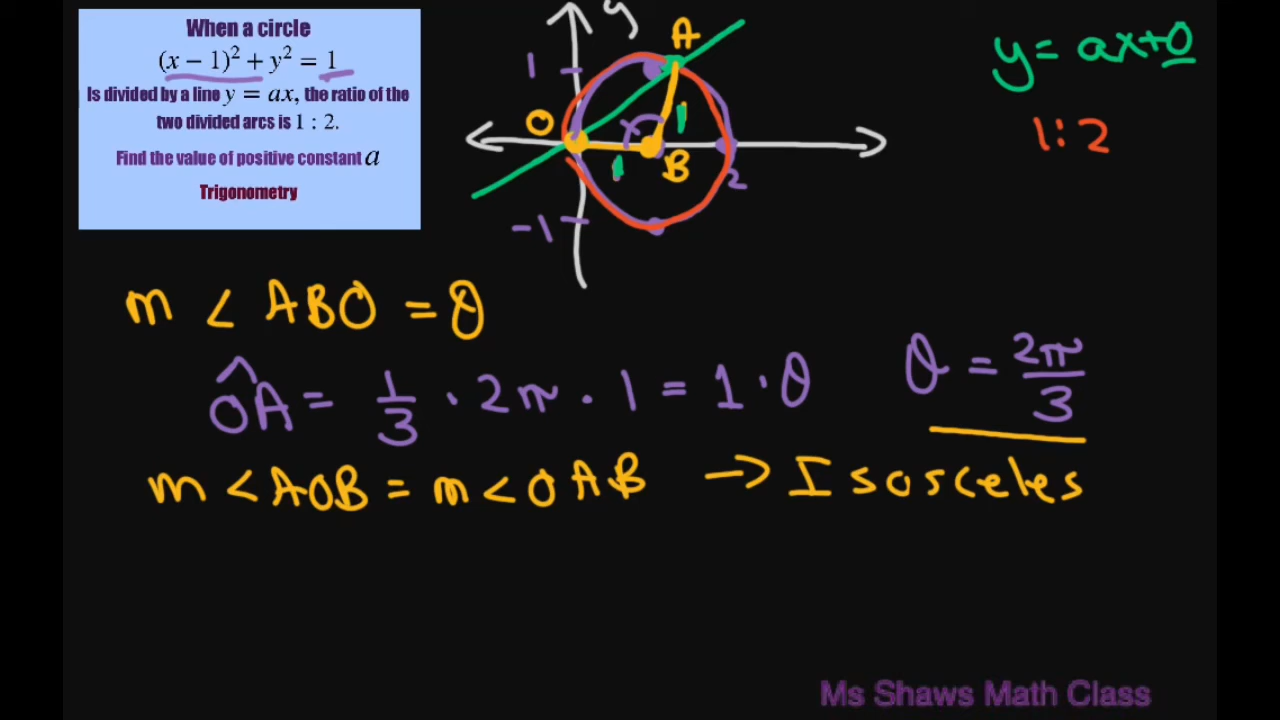 When a circle
(x − 1)² + y² = 1
Is divided by a line y = ax, the ratio of the
two divided arcs is 1 : 2.
Find the value of positive constant a
Trigonometry
y
A
1
O
1
x
1
B
2
-1
y = ax+0
1:2
m < ABO = θ
OA = 1/3 · 2π · 1 = 1 · θ
θ = 2π/3
m < AOB = m < OAB → Isosceles
Ms Shaws Math Class